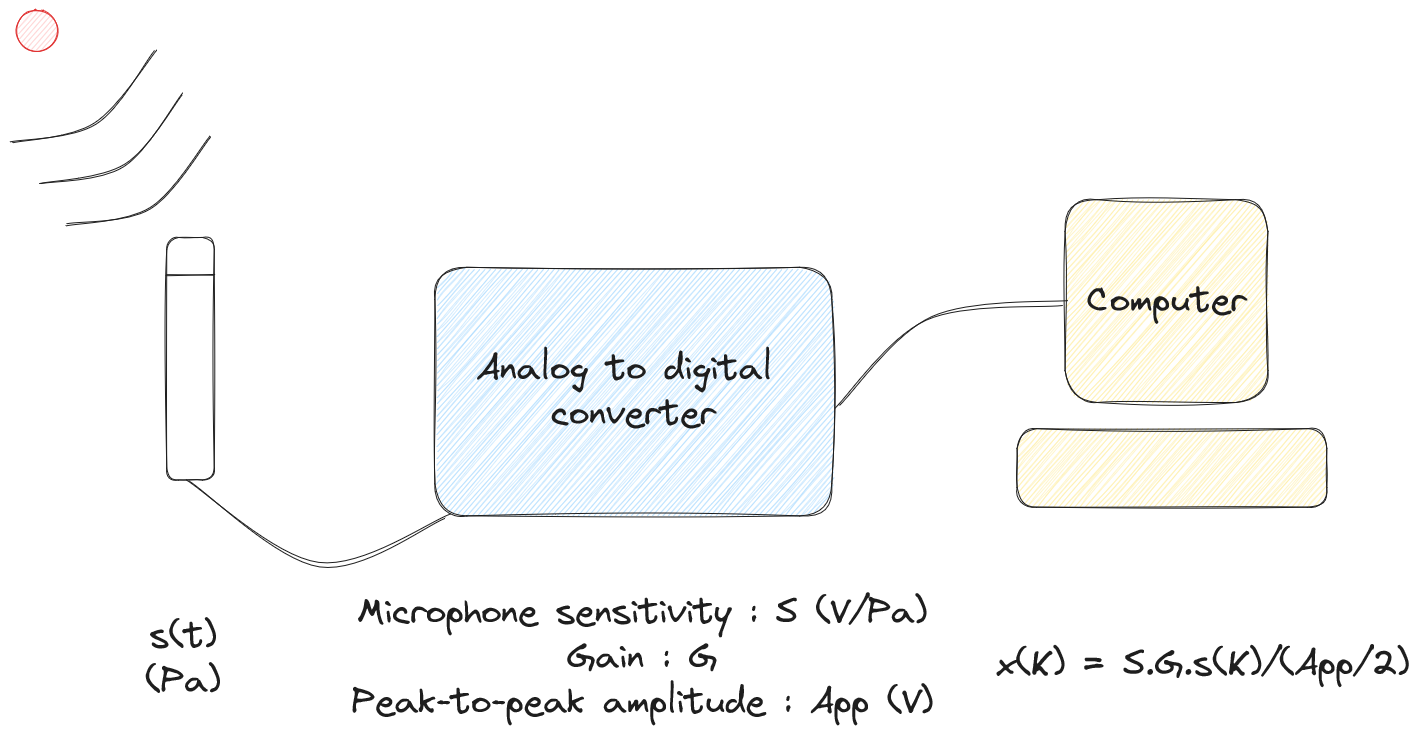 Computer
Analog to digital
converter
Microphone sensitivity : S (V/Pa)
s(t)
(Pa)
Gain : G
Peak-to-peak amplitude : App (V)
x(K) = S.G.s(K)/(App/2)